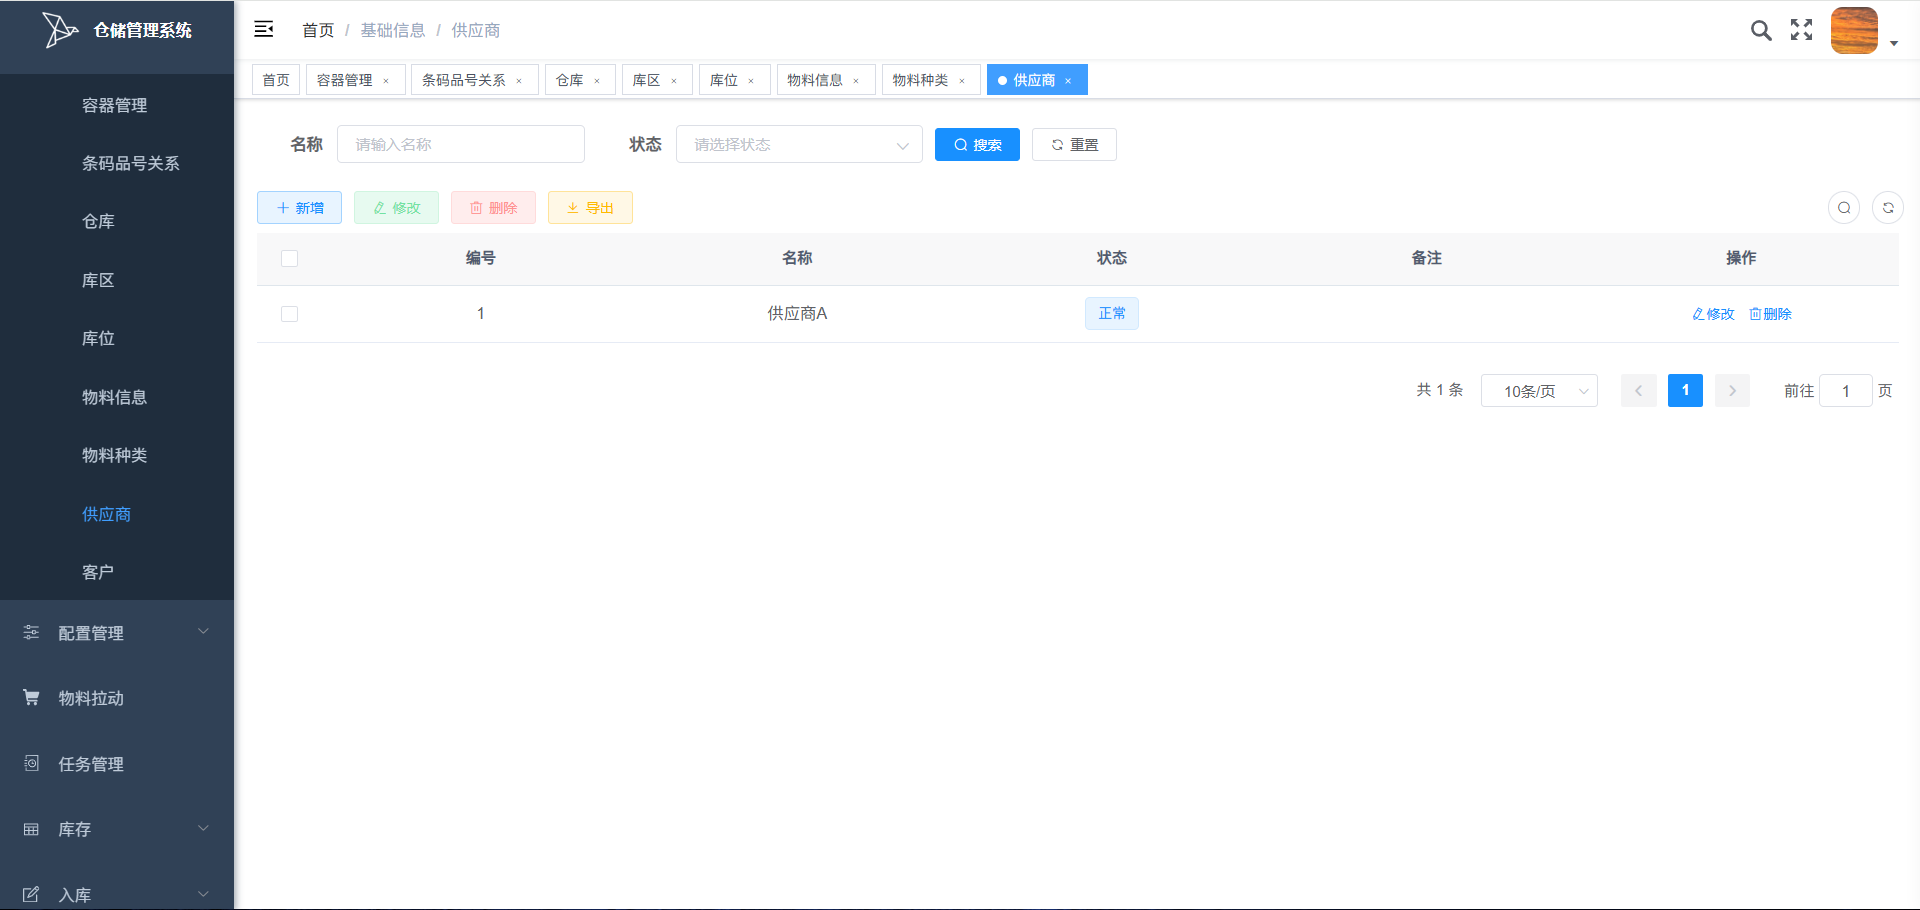 仓储管理系统
首页 / 基础信息 / 供应商
首页 容器管理 × 条码品号关系 × 仓库 × 库区 × 库位 × 物料信息 × 物料种类 × 供应商 ×
容器管理
条码品号关系
仓库
库区
库位
物料信息
物料种类
供应商
客户
配置管理
物料拉动
任务管理
库存
入库
名称 请输入名称 状态 请选择状态 搜索 重置
新增 修改 删除 导出
编号 名称 状态 备注 操作
1 供应商A 正常 修改 删除
共 1 条 10条/页 1 前往 1 页